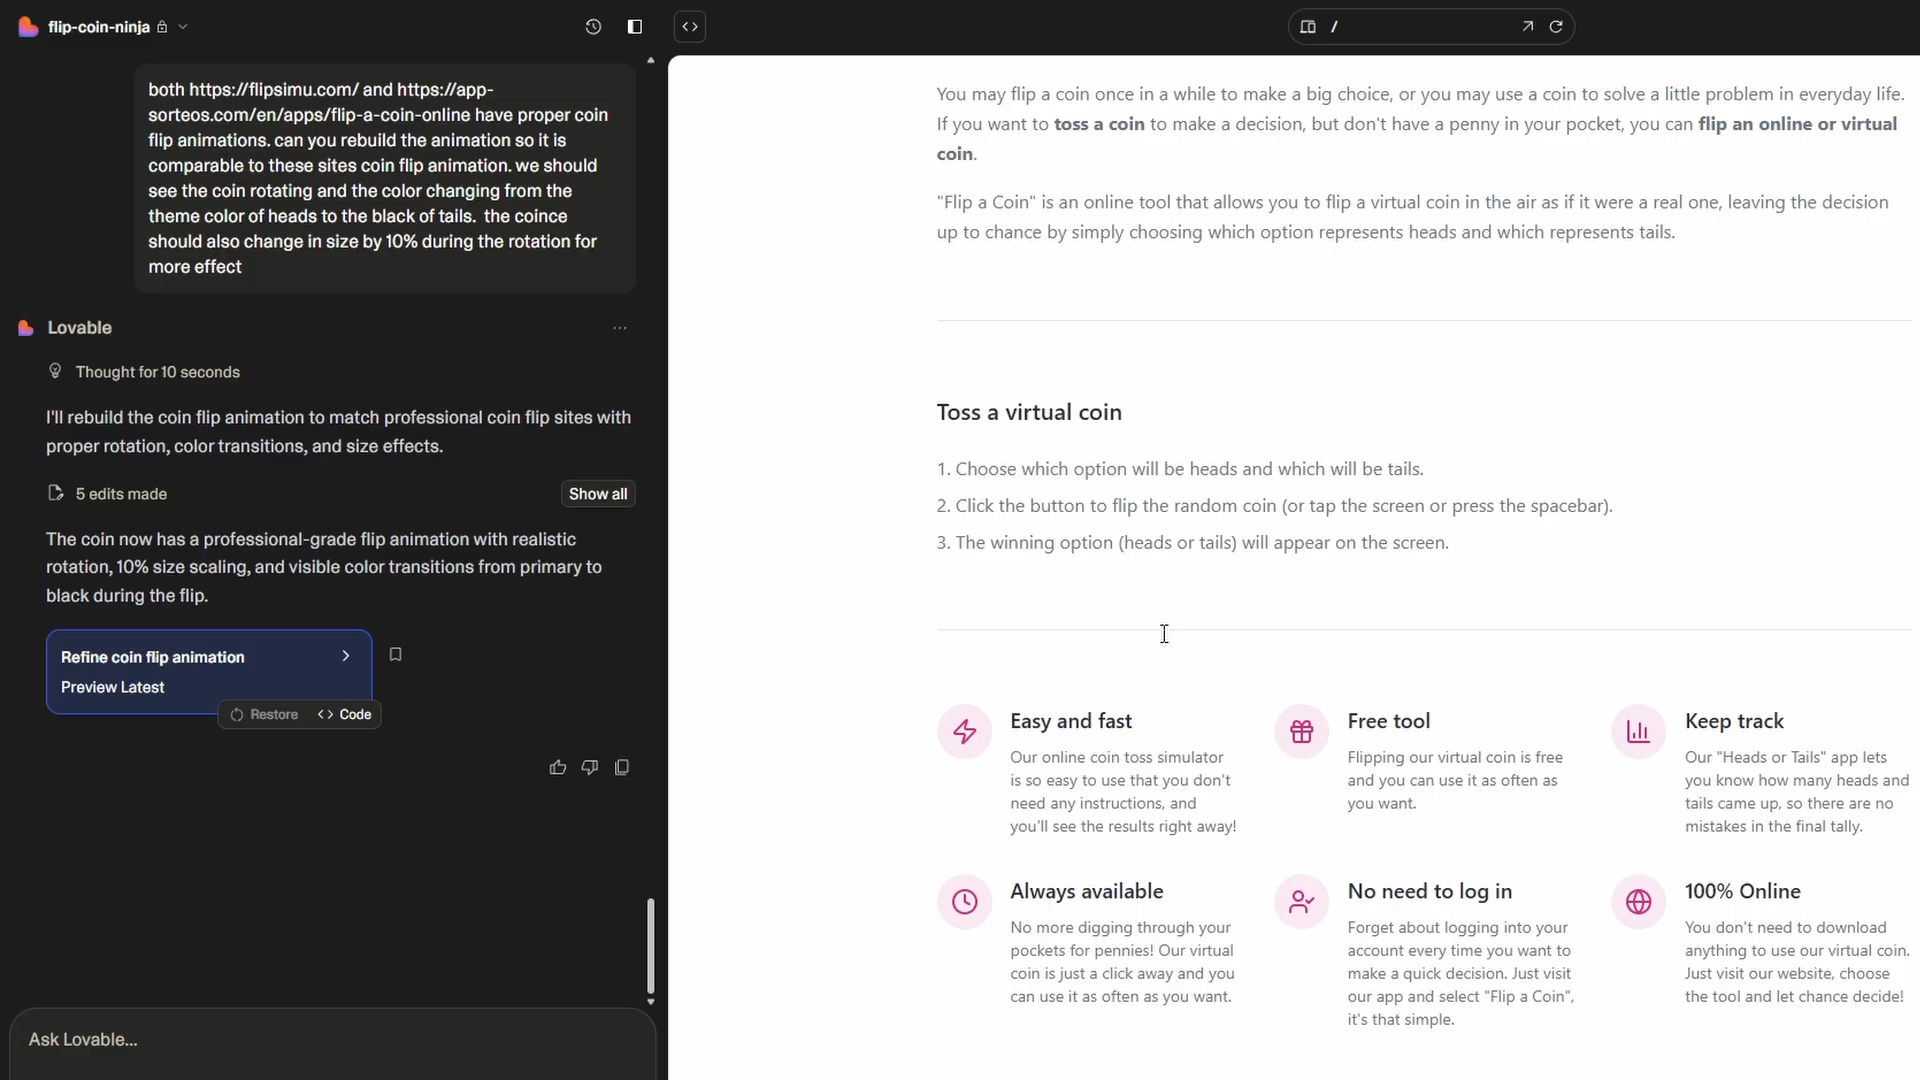 flip-coin-ninja
/
both https://flipsimu.com/ and https://app-
sorteos.com/en/apps/flip-a-coin-online have proper coin
flip animations. can you rebuild the animation so it is
comparable to these sites coin flip animation. we should
see the coin rotating and the color changing from the
theme color of heads to the black of tails.  the coince
should also change in size by 10% during the rotation for
more effect
Lovable
Thought for 10 seconds
I'll rebuild the coin flip animation to match professional coin flip sites with
proper rotation, color transitions, and size effects.
5 edits made
Show all
The coin now has a professional-grade flip animation with realistic
rotation, 10% size scaling, and visible color transitions from primary to
black during the flip.
Refine coin flip animation
Preview Latest
Restore
Code
Ask Lovable...
You may flip a coin once in a while to make a big choice, or you may use a coin to solve a little problem in everyday life.
If you want to toss a coin to make a decision, but don't have a penny in your pocket, you can flip an online or virtual
coin.
"Flip a Coin" is an online tool that allows you to flip a virtual coin in the air as if it were a real one, leaving the decision
up to chance by simply choosing which option represents heads and which represents tails.
Toss a virtual coin
1. Choose which option will be heads and which will be tails.
2. Click the button to flip the random coin (or tap the screen or press the spacebar).
3. The winning option (heads or tails) will appear on the screen.
Easy and fast
Our online coin toss simulator
is so easy to use that you don't
need any instructions, and
you'll see the results right away!
Free tool
Flipping our virtual coin is free
and you can use it as often as
you want.
Keep track
Our "Heads or Tails" app lets
you know how many heads and
tails came up, so there are no
mistakes in the final tally.
Always available
No more digging through your
pockets for pennies! Our virtual
coin is just a click away and you
can use it as often as you want.
No need to log in
Forget about logging into your
account every time you want to
make a quick decision. Just visit
our app and select "Flip a Coin",
it's that simple.
100% Online
You don't need to download
anything to use our virtual coin.
Just visit our website, choose
the tool and let chance decide!